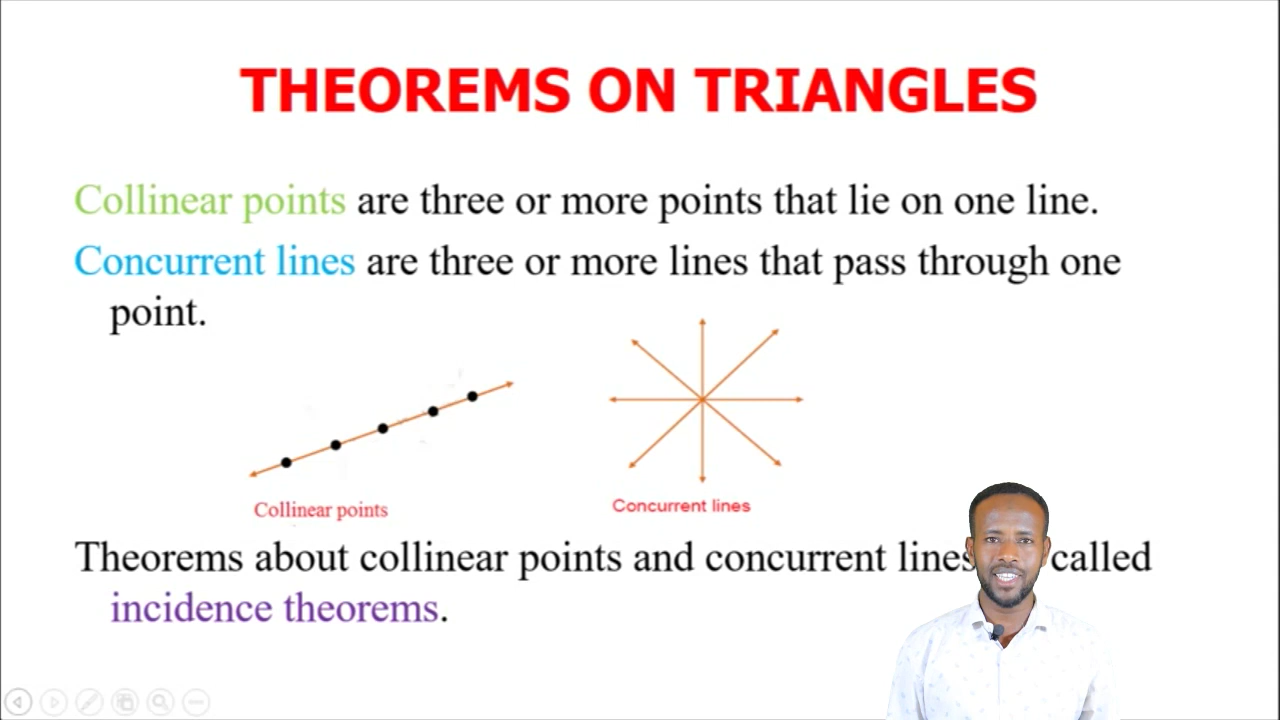 THEOREMS ON TRIANGLES
Collinear points are three or more points that lie on one line.
Concurrent lines are three or more lines that pass through one
point.
Collinear points
Concurrent lines
Theorems about collinear points and concurrent lines called
incidence theorems.